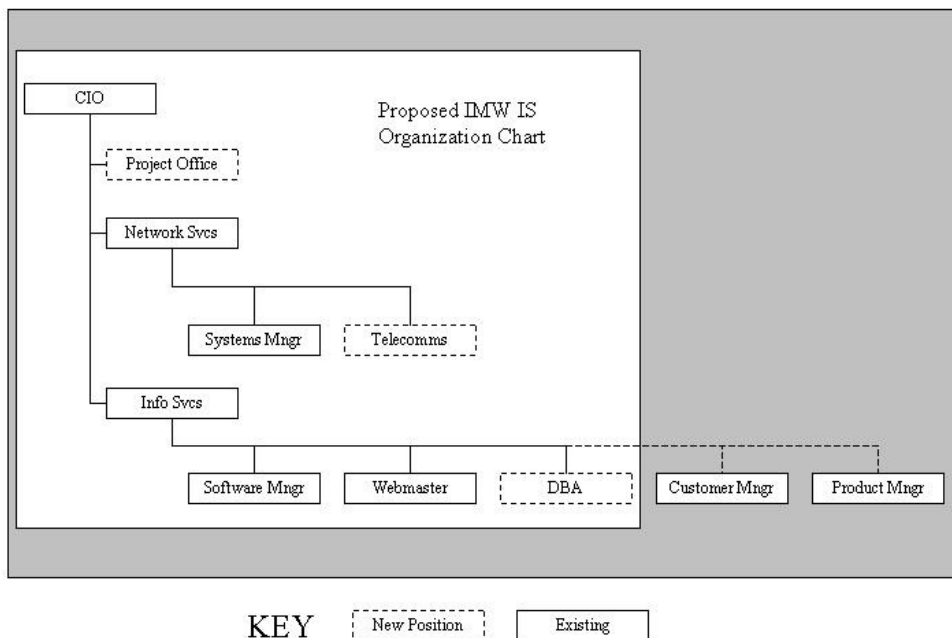 CIO
Proposed IMW IS
Organization Chart
Project Office
Network Svcs
Systems Mngr
Telecomms
Info Svcs
Software Mngr
Webmaster
DBA
Customer Mngr
Product Mngr
KEY
New Position
Existing